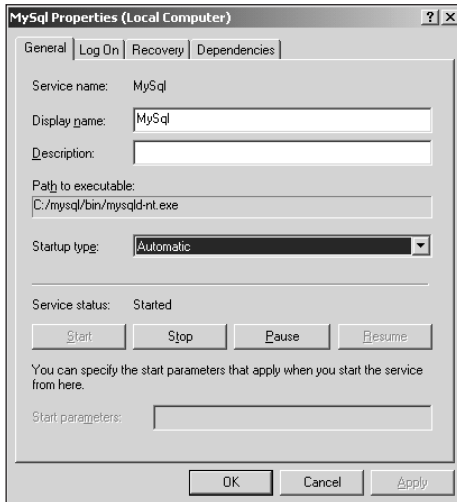 MySql Properties (Local Computer)
General Log On Recovery Dependencies
Service name: MySql
Display name: MySql
Description:
Path to executable:
C:/mysql/bin/mysqld-nt.exe
Startup type: Automatic
Service status: Started
Start Stop Pause Resume
You can specify the start parameters that apply when you start the service
from here.
Start parameters:
OK Cancel Apply